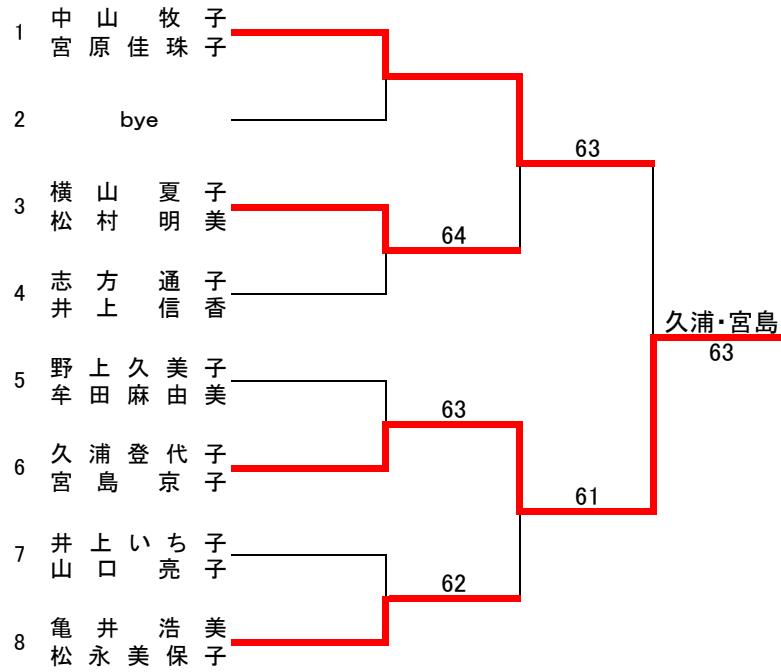 1 中山牧子
宮原佳珠子
2 bye
63
3 横山夏子
松村明美
64
4 志方通子
井上信香
久浦・宮島
63
5 野上久美子
牟田麻由美
63
6 久浦登代子
宮島京子
61
7 井上いち子
山口亮子
62
8 亀井浩美
松永美保子